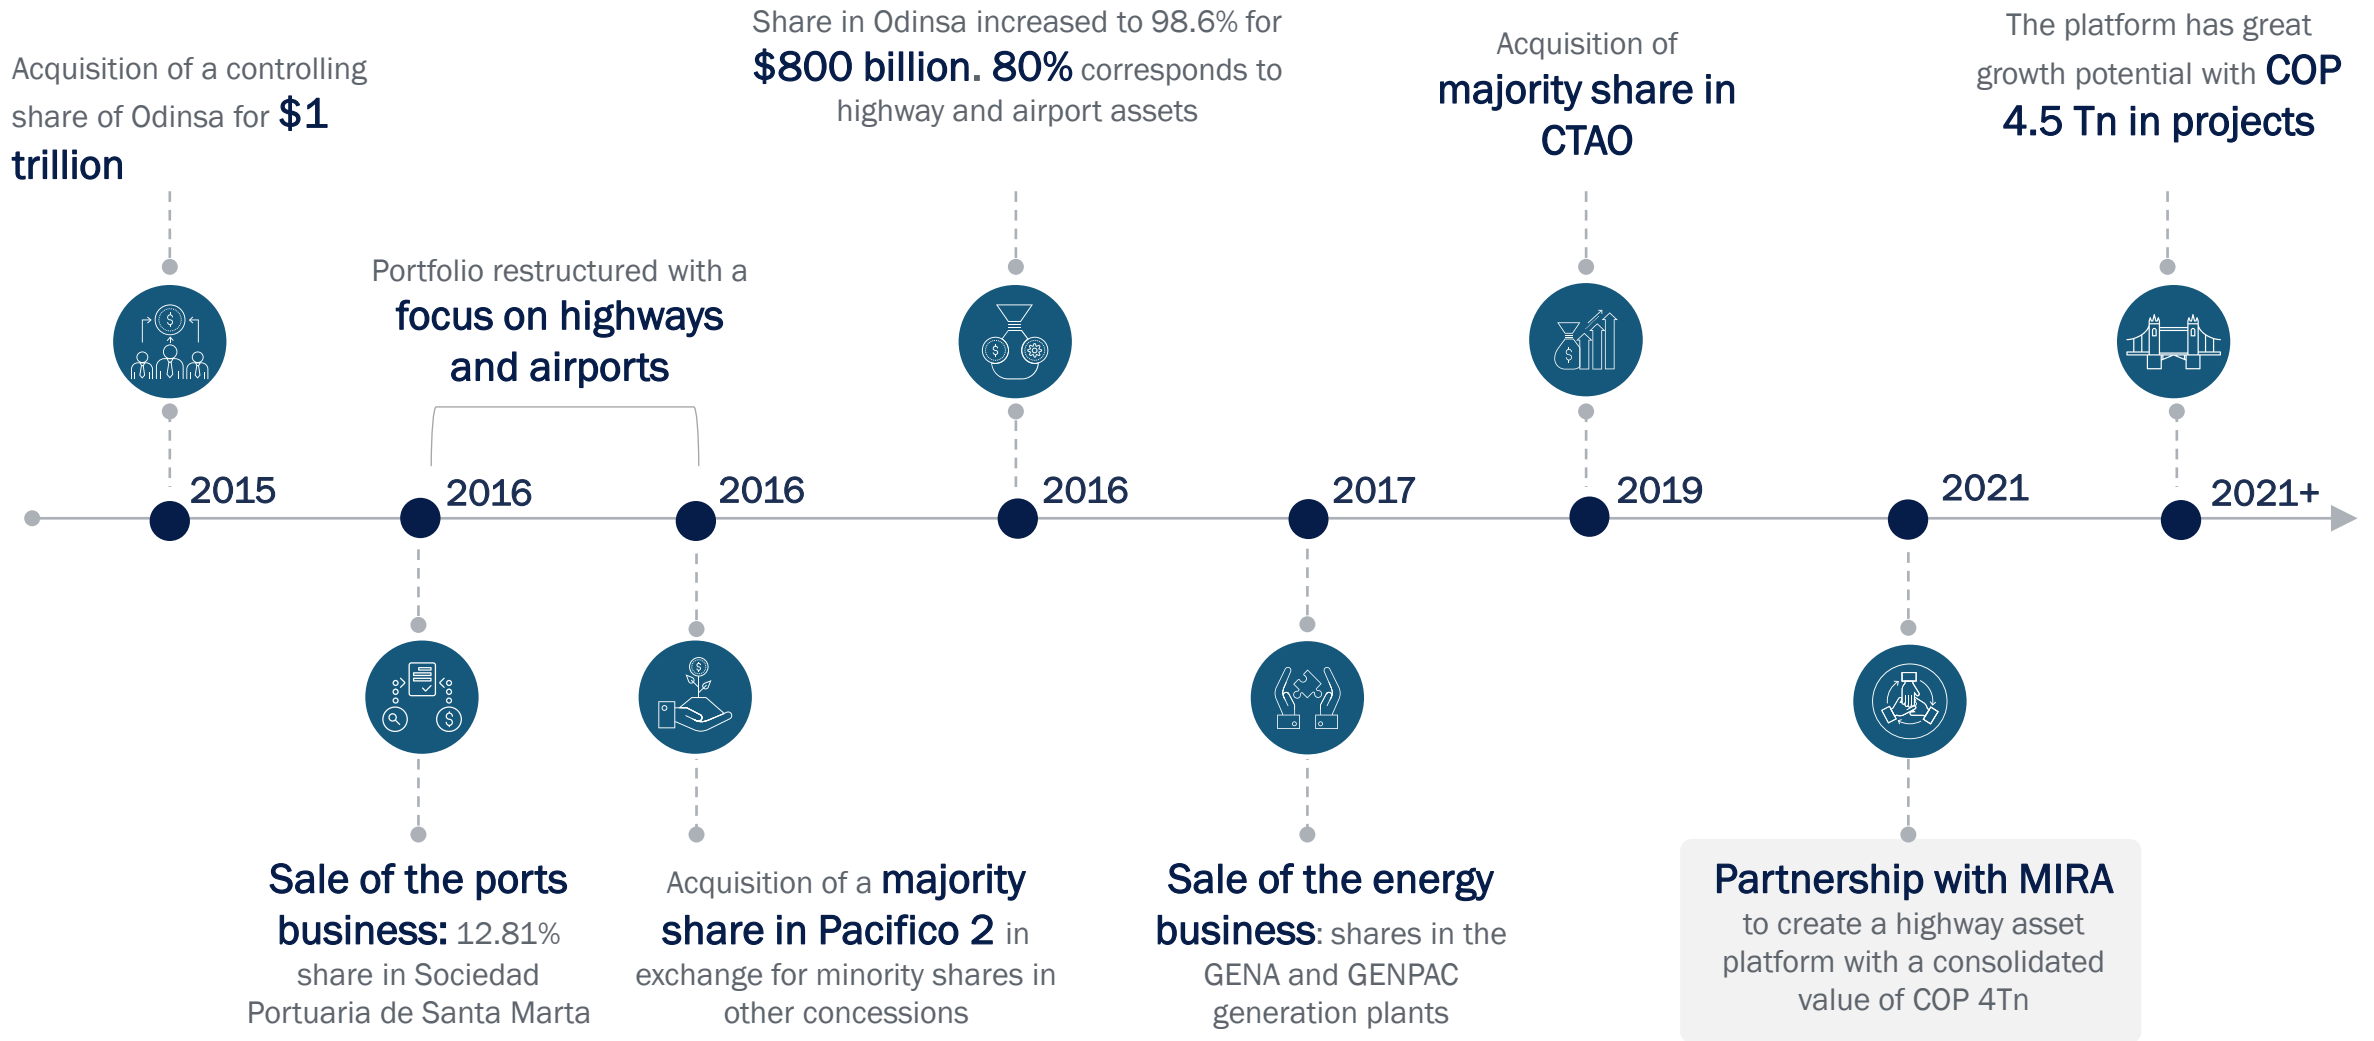 Acquisition of a controlling
share of Odinsa for $1
trillion
Share in Odinsa increased to 98.6% for
$800 billion. 80% corresponds to
highway and airport assets
Acquisition of
majority share in
CTAO
The platform has great
growth potential with COP
4.5 Tn in projects
Portfolio restructured with a
focus on highways
and airports
2015
2016
2016
2016
2017
2019
2021
2021+
Sale of the ports
business: 12.81%
share in Sociedad
Portuaria de Santa Marta
Acquisition of a majority
share in Pacifico 2 in
exchange for minority shares in
other concessions
Sale of the energy
business: shares in the
GENA and GENPAC
generation plants
Partnership with MIRA
to create a highway asset
platform with a consolidated
value of COP 4Tn